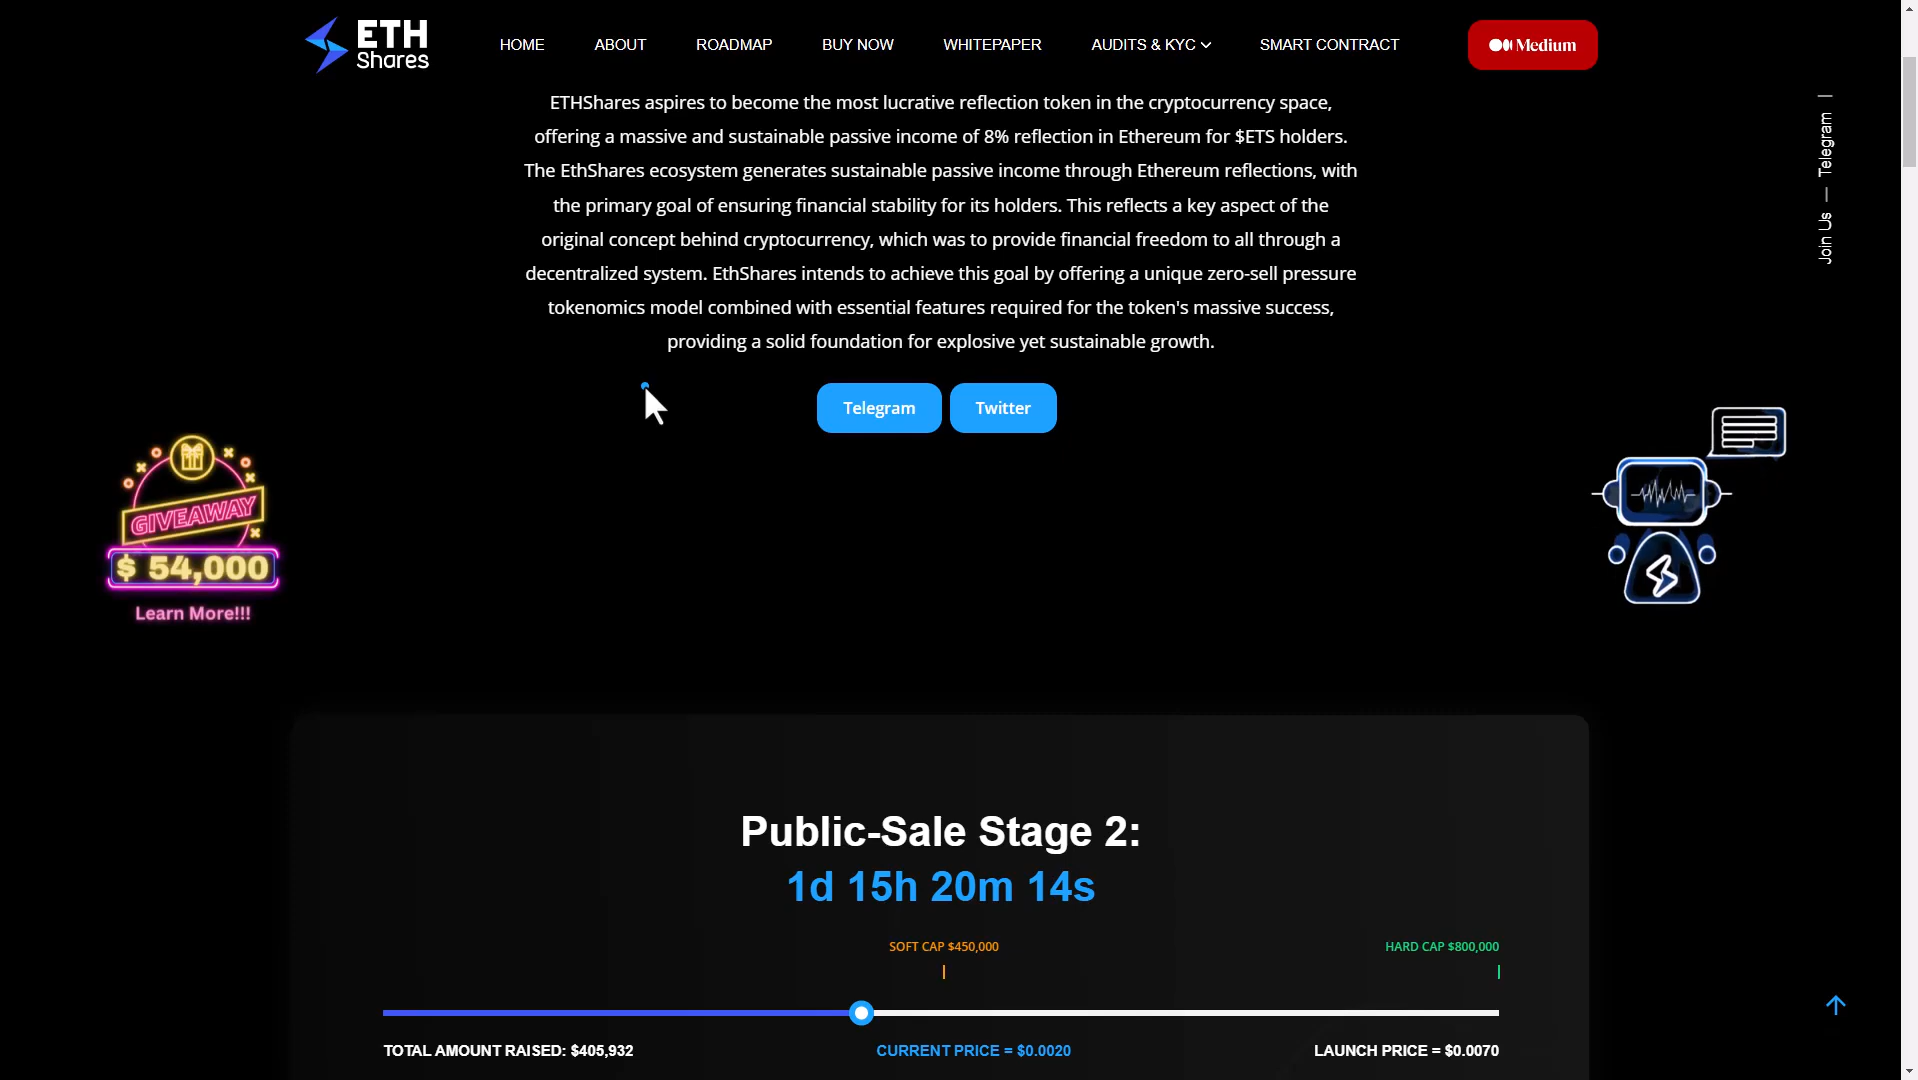 ETH
Shares
HOME
ABOUT
ROADMAP
BUY NOW
WHITEPAPER
AUDITS & KYC
SMART CONTRACT
Medium
ETHShares aspires to become the most lucrative reflection token in the cryptocurrency space,
offering a massive and sustainable passive income of 8% reflection in Ethereum for $ETS holders.
The EthShares ecosystem generates sustainable passive income through Ethereum reflections, with
the primary goal of ensuring financial stability for its holders. This reflects a key aspect of the
original concept behind cryptocurrency, which was to provide financial freedom to all through a
decentralized system. EthShares intends to achieve this goal by offering a unique zero-sell pressure
tokenomics model combined with essential features required for the token's massive success,
providing a solid foundation for explosive yet sustainable growth.
Join Us — Telegram |
Telegram
Twitter
GIVEAWAY
$ 54,000
Learn More!!!
Public-Sale Stage 2:
1d 15h 20m 14s
SOFT CAP $450,000
HARD CAP $800,000
TOTAL AMOUNT RAISED: $405,932
CURRENT PRICE = $0.0020
LAUNCH PRICE = $0.0070